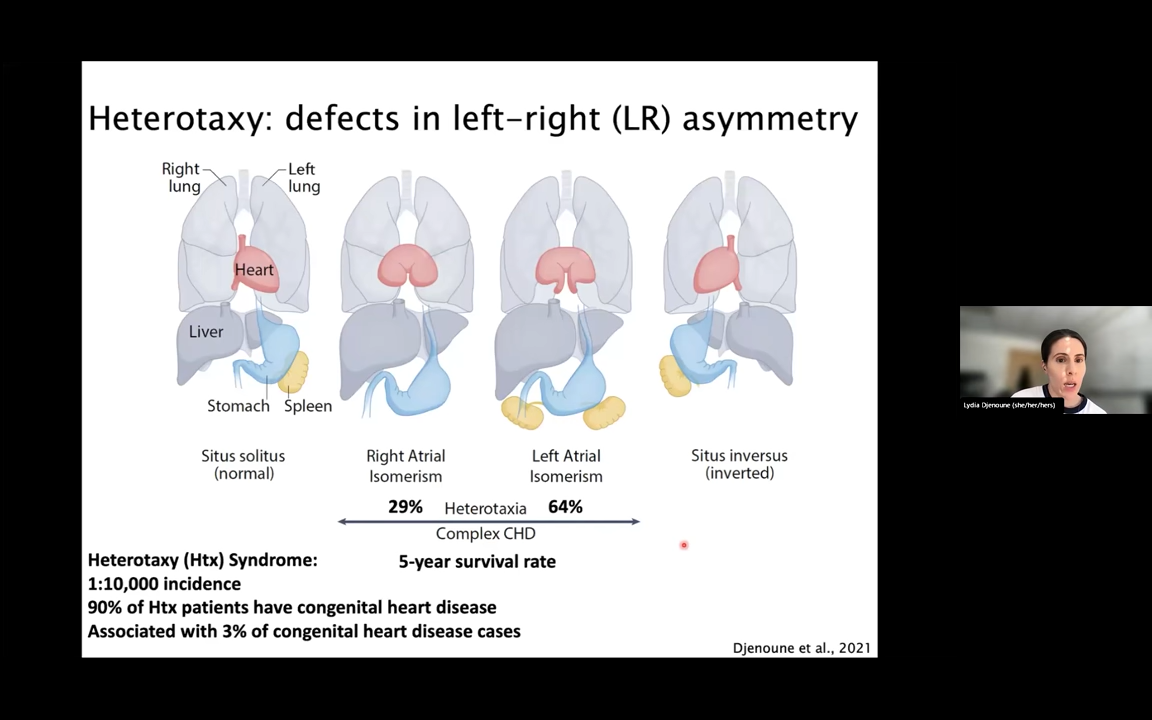 Heterotaxy: defects in left-right (LR) asymmetry
Right
lung
Left
lung
Heart
Liver
Stomach
Spleen
Situs solitus
(normal)
Right Atrial
Isomerism
Left Atrial
Isomerism
Situs inversus
(inverted)
29%
Heterotaxia
64%
Complex CHD
5-year survival rate
Heterotaxy (Htx) Syndrome:
1:10,000 incidence
90% of Htx patients have congenital heart disease
Associated with 3% of congenital heart disease cases
Djenoune et al., 2021
Lydia Djenoune (she/her/hers)